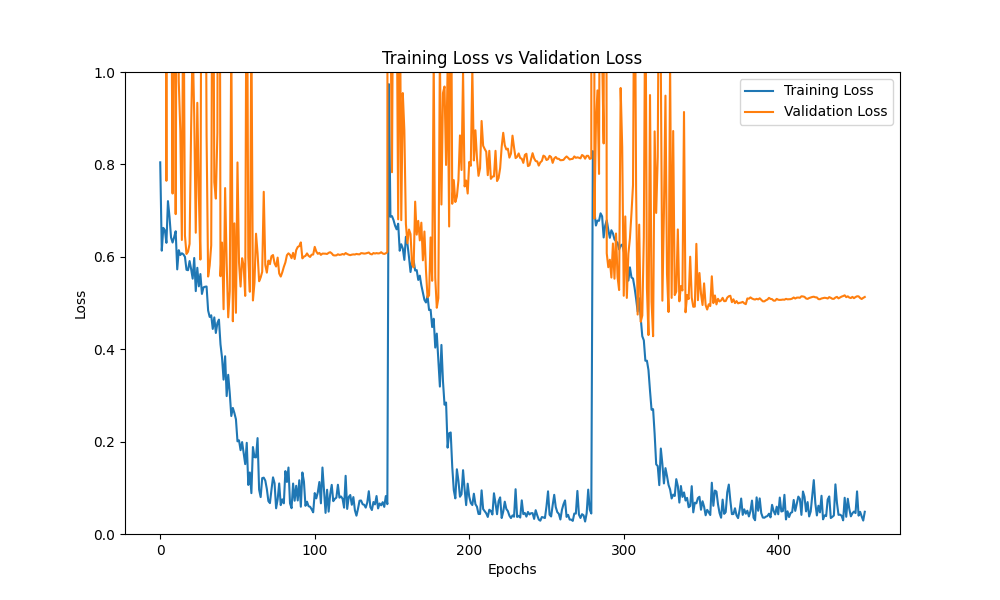 Training Loss vs Validation Loss
Training Loss
Validation Loss
1.0
0.8
0.6
0.4
0.2
0.0
Loss
0 100 200 300 400
Epochs